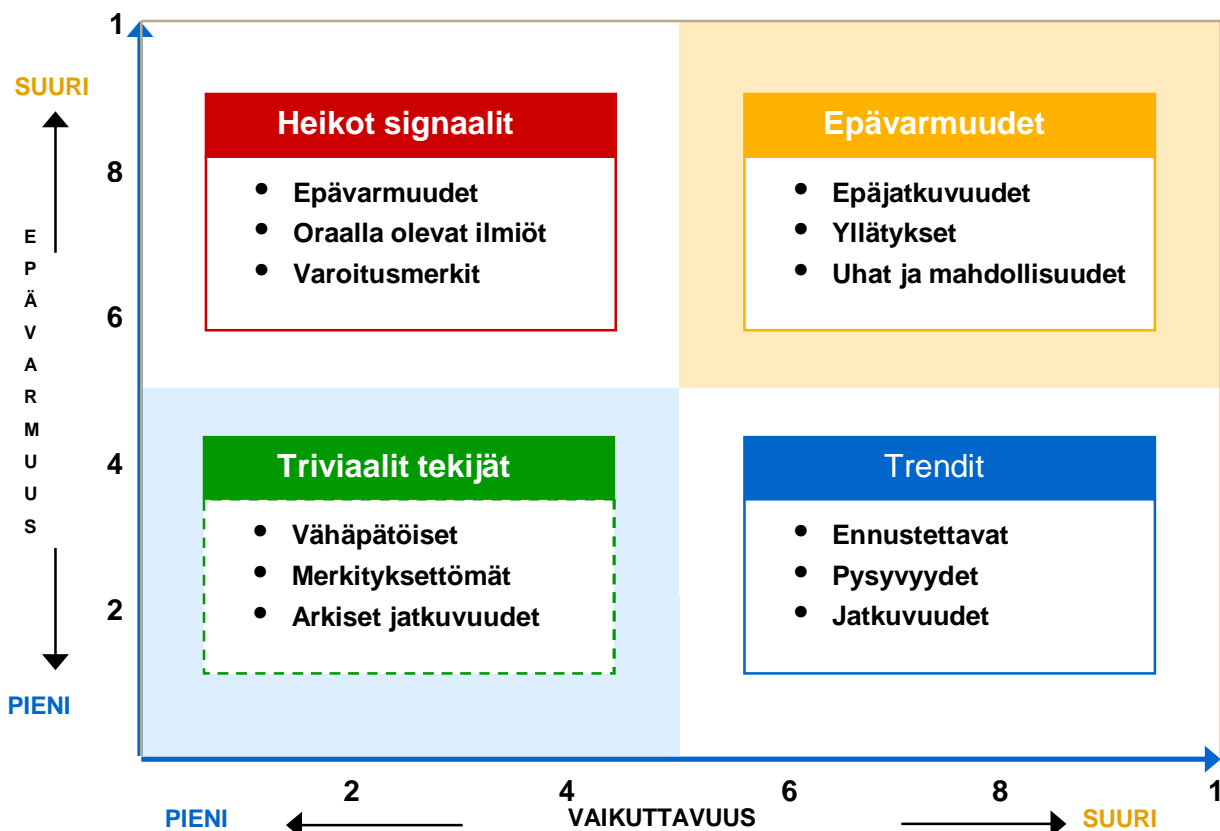 1
SUURI
8
EPÄVARMUUS
6
4
2
PIENI
Heikot signaalit
• Epävarmuudet
• Oraalla olevat ilmiöt
• Varoitusmerkit
Epävarmuudet
• Epäjatkuvuudet
• Yllätykset
• Uhat ja mahdollisuudet
Triviaalit tekijät
• Vähäpätöiset
• Merkityksettömät
• Arkiset jatkuvuudet
Trendit
• Ennustettavat
• Pysyvyydet
• Jatkuvuudet
2 4 6 8 1
PIENI VAIKUTTAVUUS SUURI